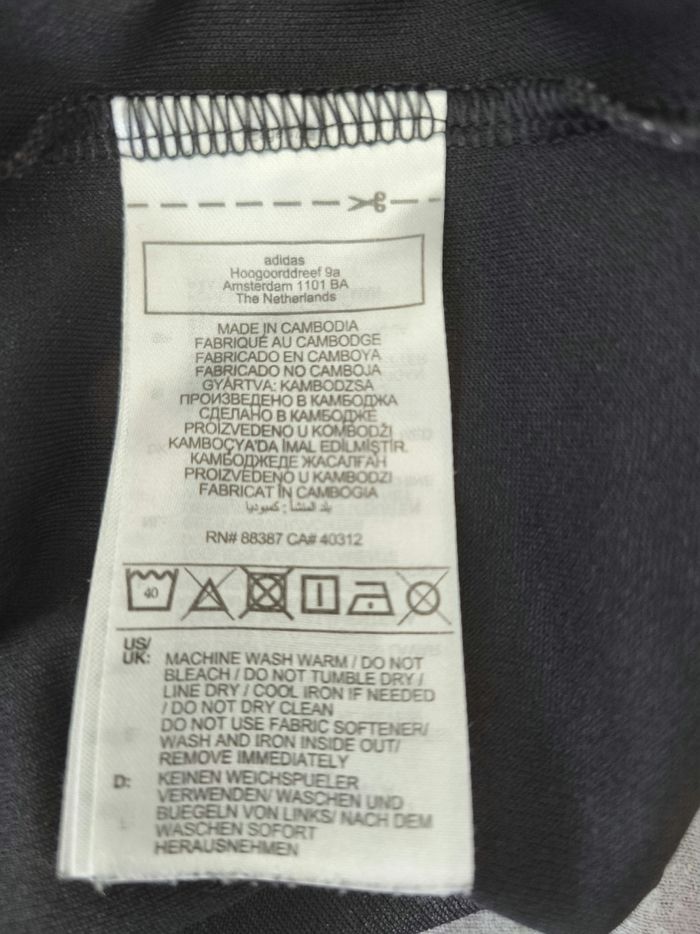 adidas
Hoogoorddreef 9a
Amsterdam 1101 BA
The Netherlands
MADE IN CAMBODIA
FABRIQUÉ AU CAMBODGE
FABRICADO EN CAMBOYA
FABRICADO NO CAMBOJA
GYÁRTVA: KAMBODZSA
ПРОИЗВЕДЕНО В КАМБОДЖА
СДЕЛАНО В КАМБОДЖЕ
PROIZVEDENO U KOMBODŽI
KAMBOÇYA'DA İMAL EDİLMİŞTİR.
КАМБОДЖЕДЕ ЖАСАЛҒАН
PROIZVEDENO U KAMBODZI
FABRICAT ÎN CAMBOGIA
بلد المنشأ: كمبوديا
RN# 88387 CA# 40312
40
US/
UK: MACHINE WASH WARM / DO NOT
BLEACH / DO NOT TUMBLE DRY /
LINE DRY / COOL IRON IF NEEDED
/ DO NOT DRY CLEAN
DO NOT USE FABRIC SOFTENER/
WASH AND IRON INSIDE OUT/
REMOVE IMMEDIATELY
D: KEINEN WEICHSPUELER
VERWENDEN/ WASCHEN UND
BUEGELN VON LINKS/ NACH DEM
WASCHEN SOFORT
HERAUSNEHMEN